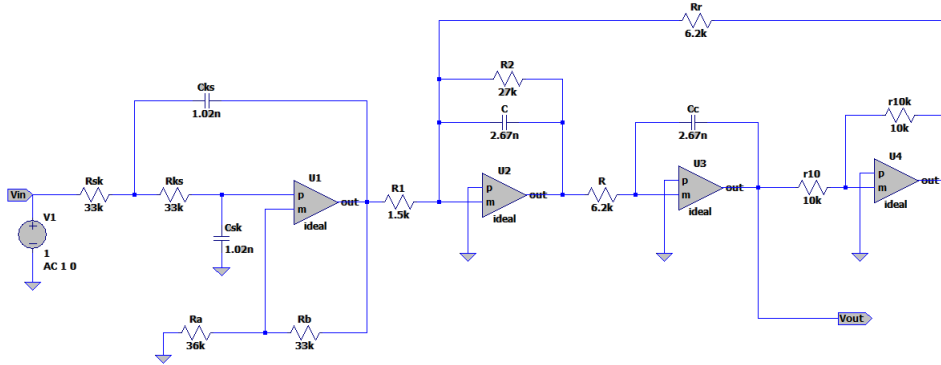 Rr
6.2k
Cks
1.02n
R2
27k
C
2.67n
Cc
2.67n
r10k
10k
Vin
Rsk
33k
Rks
33k
U1
p
m
out
ideal
R1
1.5k
U2
p
m
out
ideal
R
6.2k
U3
p
m
out
ideal
r10
10k
U4
p
m
out
ideal
V1
1
AC 1 0
Csk
1.02n
Ra
36k
Rb
33k
Vout